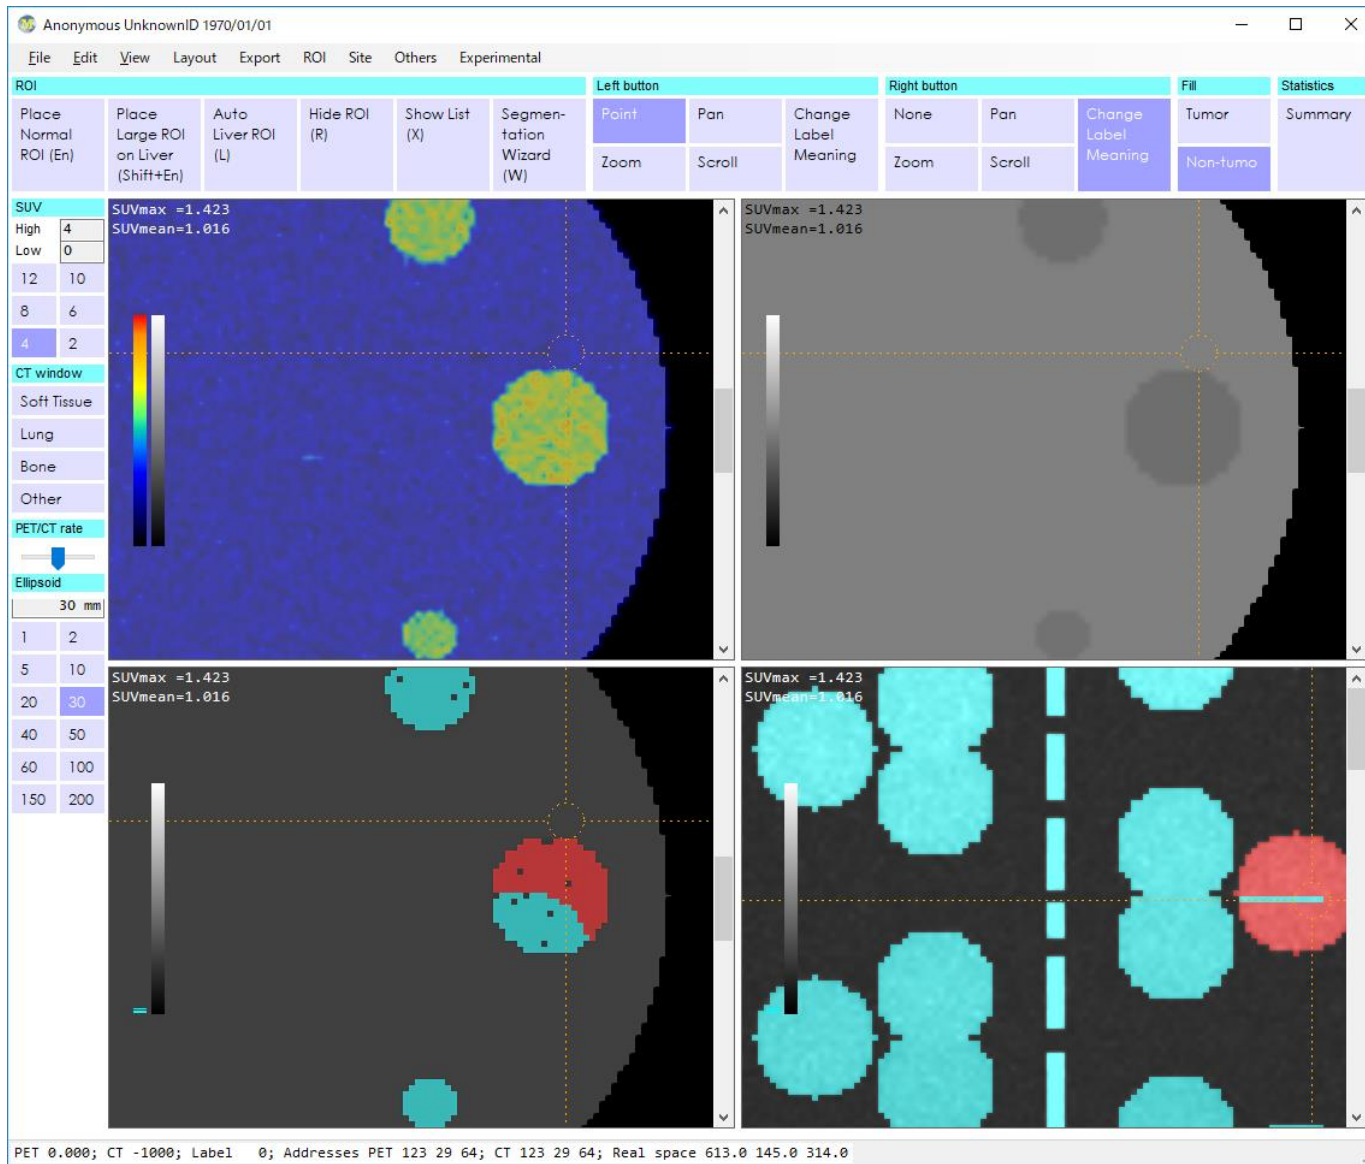 Anonymous UnknownID 1970/01/01
File Edit View Layout Export ROI Site Others Experimental
ROI
Left button
Right button
Fill
Statistics
Place
Normal
ROI (En)
Place
Large ROI
on Liver
(Shift+En)
Auto
Liver ROI
(L)
Hide ROI
(R)
Show List
(X)
Segmen-
tation
Wizard
(W)
Point
Pan
Zoom
Scroll
Change
Label
Meaning
None
Pan
Zoom
Scroll
Change
Label
Meaning
Tumor
Non-tumo
Summary
SUV
High 4
Low 0
12 10
8 6
4 2
CT window
Soft Tissue
Lung
Bone
Other
PET/CT rate
Ellipsoid
30 mm
1 2
5 10
20 30
40 50
60 100
150 200
SUVmax =1.423
SUVmean=1.016
SUVmax =1.423
SUVmean=1.016
SUVmax =1.423
SUVmean=1.016
SUVmax =1.423
SUVmean=1.016
PET 0.000; CT -1000; Label 0; Addresses PET 123 29 64; CT 123 29 64; Real space 613.0 145.0 314.0